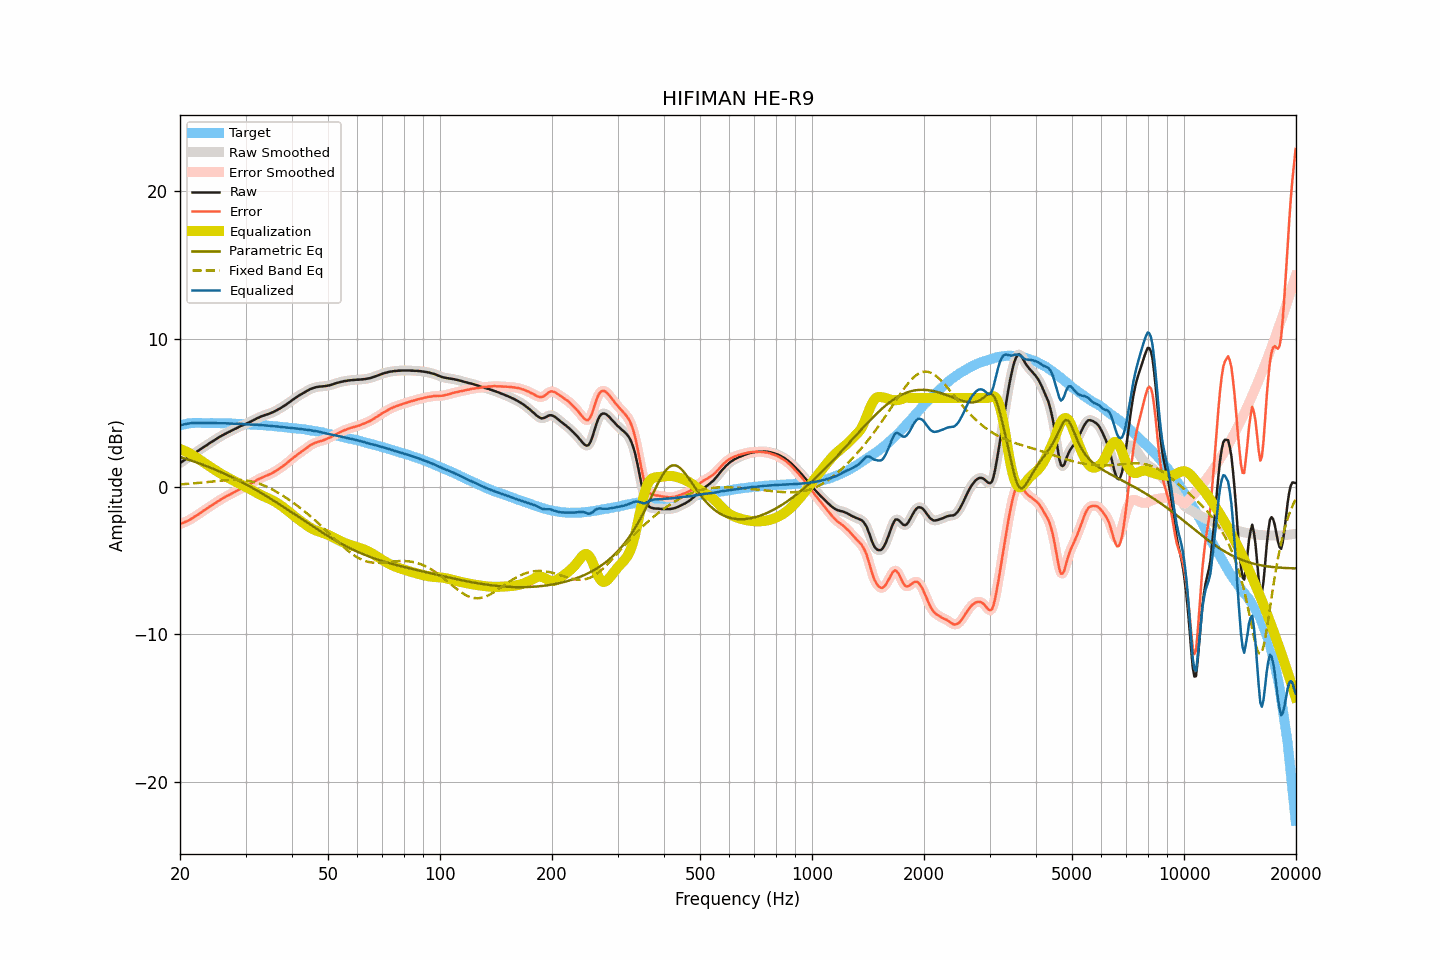 HIFIMAN HE-R9
Target
Raw Smoothed
Error Smoothed
Raw
Error
Equalization
Parametric Eq
Fixed Band Eq
Equalized
20
10
0
−10
−20
Amplitude (dBr)
20 50 100 200 500 1000 2000 5000 10000 20000
Frequency (Hz)